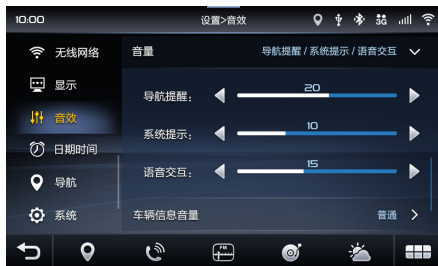 10:00 设置>音效 3G
无线网络
显示
音效
日期时间
导航
系统
音量 导航提醒 / 系统提示 / 语音交互
导航提醒： 20
系统提示： 10
语音交互： 15
车辆信息音量 普通
FM